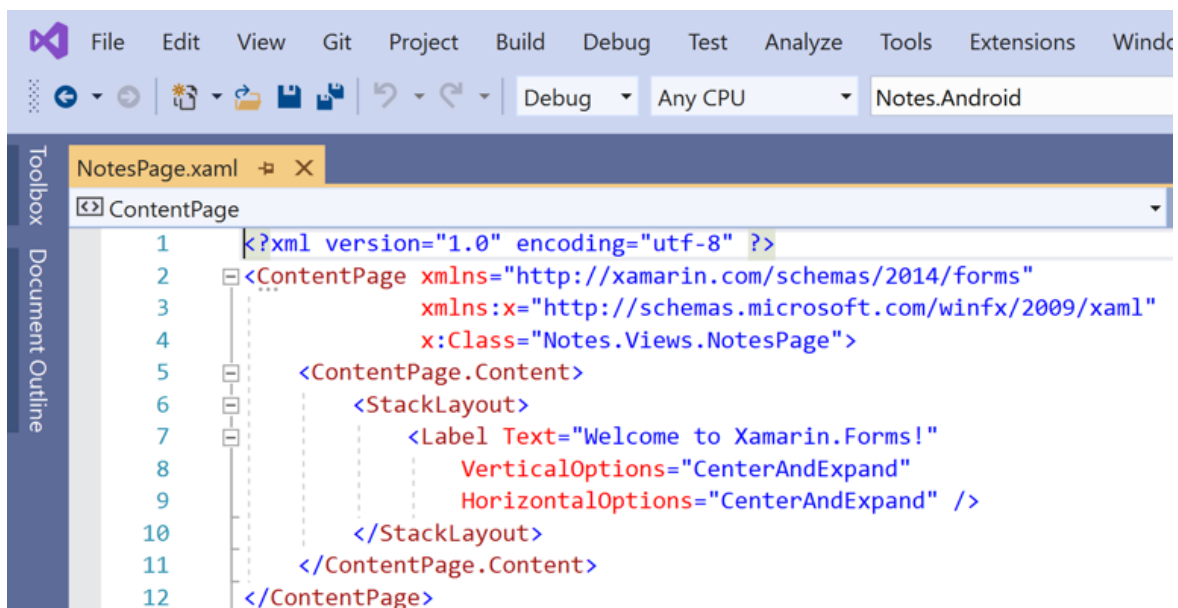 File Edit View Git Project Build Debug Test Analyze Tools Extensions
Debug Any CPU Notes.Android
Toolbox
Document Outline
NotesPage.xaml
ContentPage
1 <?xml version="1.0" encoding="utf-8" ?>
2 <ContentPage xmlns="http://xamarin.com/schemas/2014/forms"
3 xmlns:x="http://schemas.microsoft.com/winfx/2009/xaml"
4 x:Class="Notes.Views.NotesPage">
5 <ContentPage.Content>
6 <StackLayout>
7 <Label Text="Welcome to Xamarin.Forms!"
8 VerticalOptions="CenterAndExpand"
9 HorizontalOptions="CenterAndExpand" />
10 </StackLayout>
11 </ContentPage.Content>
12 </ContentPage>